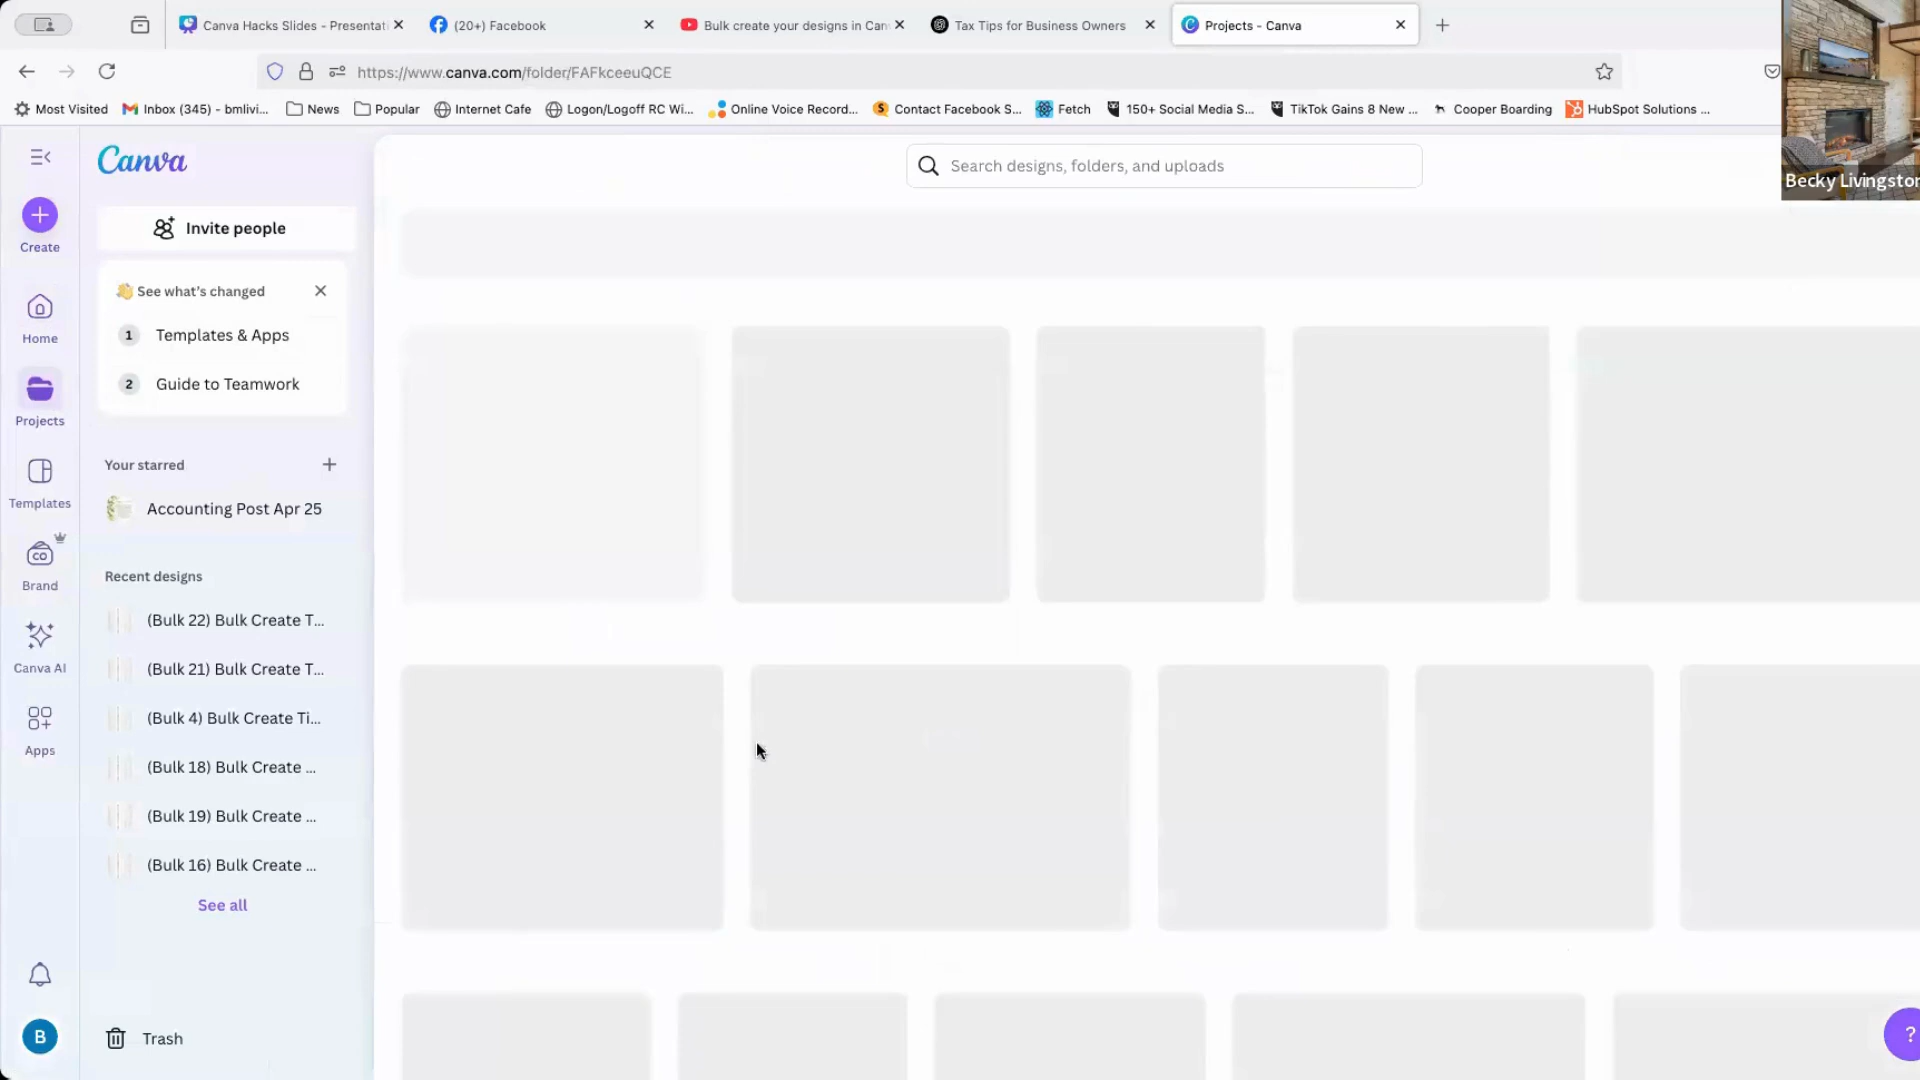 Canva Hacks Slides - Presentati
(20+) Facebook
Bulk create your designs in Can
Tax Tips for Business Owners
Projects - Canva
https://www.canva.com/folder/FAFkceeuQCE
Most Visited
Inbox (345) - bmlivi...
News
Popular
Internet Cafe
Logon/Logoff RC Wi...
Online Voice Record...
Contact Facebook S...
Fetch
150+ Social Media S...
TikTok Gains 8 New ...
Cooper Boarding
HubSpot Solutions ...
Becky Livingston
Canva
Search designs, folders, and uploads
Create
Home
Projects
Templates
CO
Brand
Canva AI
Apps
B
Invite people
See what's changed
1 Templates & Apps
2 Guide to Teamwork
Your starred
Accounting Post Apr 25
Recent designs
(Bulk 22) Bulk Create T...
(Bulk 21) Bulk Create T...
(Bulk 4) Bulk Create Ti...
(Bulk 18) Bulk Create ...
(Bulk 19) Bulk Create ...
(Bulk 16) Bulk Create ...
See all
Trash
?